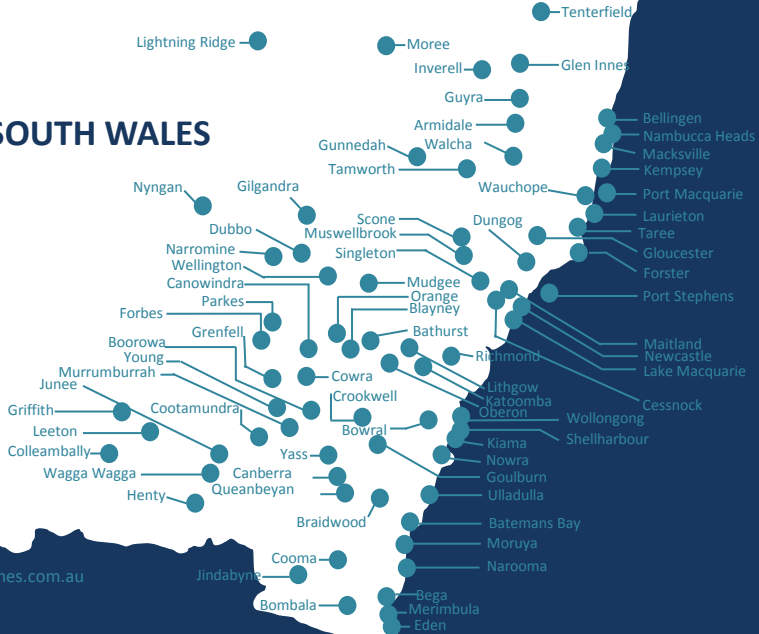 Tenterfield
Lightning Ridge
Moree
Inverell
Glen Innes
Guyra
SOUTH WALES
Armidale
Bellingen
Nambucca Heads
Macksville
Gunnedah
Walcha
Tamworth
Kempsey
Nyngan
Gilgandra
Wauchope
Port Macquarie
Scone
Dungog
Laurieton
Dubbo
Muswellbrook
Taree
Narromine
Singleton
Gloucester
Wellington
Forster
Canowindra
Mudgee
Port Stephens
Parkes
Orange
Forbes
Blayney
Grenfell
Bathurst
Boorowa
Maitland
Young
Richmond
Newcastle
Murrumburrah
Lake Macquarie
Junee
Cowra
Lithgow
Crookwell
Katoomba
Cessnock
Griffith
Cootamundra
Oberon
Wollongong
Leeton
Bowral
Shellharbour
Colleambally
Yass
Kiama
Nowra
Wagga Wagga
Canberra
Goulburn
Queanbeyan
Henty
Ulladulla
Braidwood
Batemans Bay
Moruya
Cooma
Narooma
mes.com.au
Jindabyne
Bega
Bombala
Merimbula
Eden